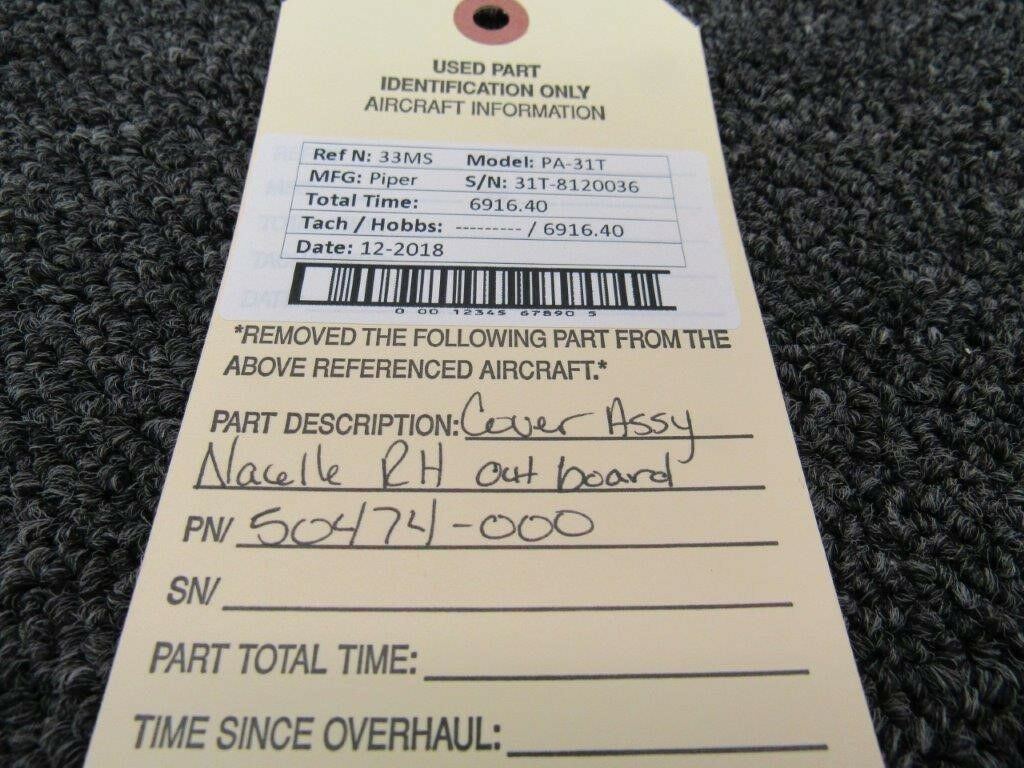 USED PART
IDENTIFICATION ONLY
AIRCRAFT INFORMATION
Ref N: 33MS Model: PA-31T
MFG: Piper S/N: 31T-8120036
Total Time: 6916.40
Tach / Hobbs: --------- / 6916.40
Date: 12-2018
0 00 12345 67890 5
*REMOVED THE FOLLOWING PART FROM THE
ABOVE REFERENCED AIRCRAFT.*
PART DESCRIPTION: Cover Assy
Nacelle RH outboard
PN/ 50474-000
SN/
PART TOTAL TIME:
TIME SINCE OVERHAUL: